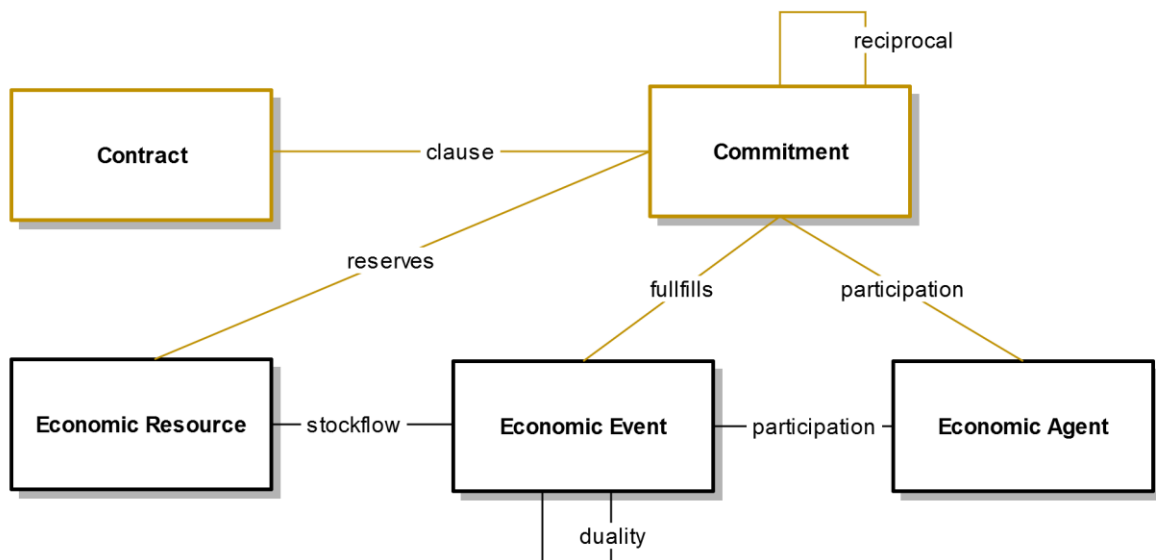 reciprocal
Contract
clause
Commitment
reserves
fullfills
participation
Economic Resource
stockflow
Economic Event
participation
Economic Agent
duality